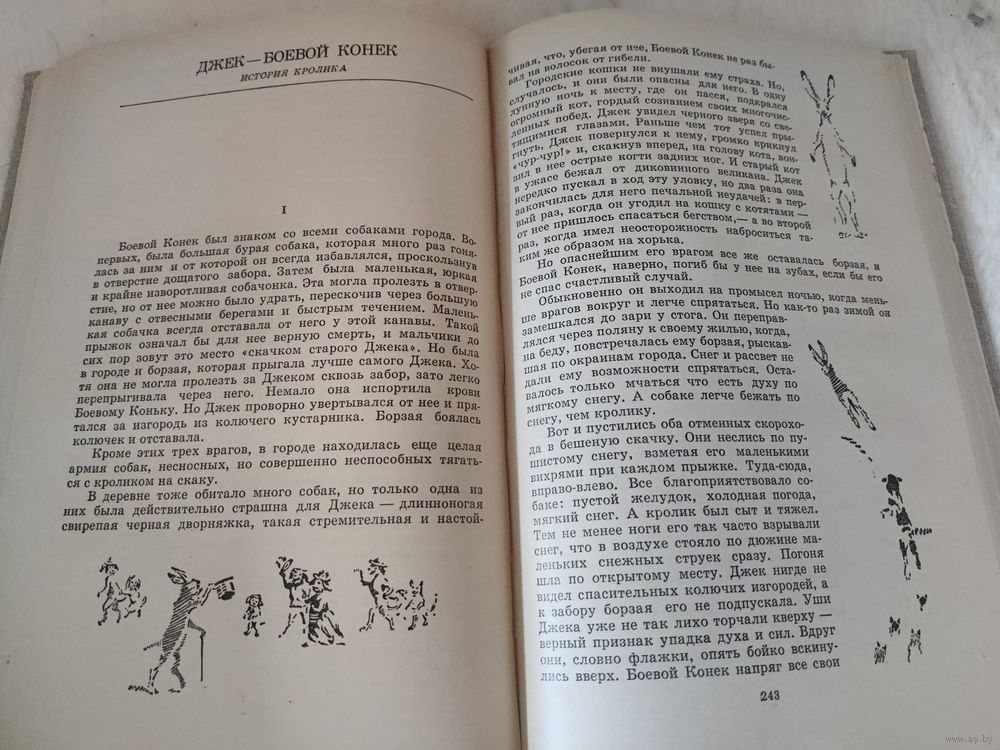 ДЖЕК — БОЕВОЙ КОНЕК
ИСТОРИЯ КРОЛИКА
I
Боевой Конек был знаком со всеми собаками города. Во-
первых, была большая бурая собака, которая много раз гоня-
лась за ним и от которой он всегда избавлялся, проскользнув
в отверстие дощатого забора. Затем была маленькая, юркая
и крайне изворотливая собачонка. Эта могла пролезть в отвер-
стие, но от нее можно было удрать, перескочив через большую
канаву с отвесными берегами и быстрым течением. Малень-
кая собачка всегда отставала от него у этой канавы. Такой
прыжок означал бы для нее верную смерть, и мальчики до
сих пор зовут это место «скачком старого Джека». Но была
в городе и борзая, которая прыгала лучше самого Джека. Хо-
тя она не могла пролезть за Джеком сквозь забор, зато легко
перепрыгивала через него. Немало она испортила крови
Боевому Коньку. Но Джек проворно увертывался от нее и пря-
тался за изгородь из колючего кустарника. Борзая боялась
колючек и отставала.
Кроме этих трех врагов, в городе находилась еще целая
армия собак, несносных, но совершенно неспособных тягать-
ся с кроликом на скаку.
В деревне тоже обитало много собак, но только одна из
них была действительно страшна для Джека — длинноногая
свирепая черная дворняжка, такая стремительная и настой-
чивая, что, убегая от нее, Боевой Конек не раз бы-
вал на волосок от гибели.
Городские кошки не внушали ему страха. Но,
случалось, и они были опасны для него. В одну
лунную ночь к месту, где он пасся, подкрался
огромный кот, гордый сознанием своих многочис-
ленных побед. Джек увидел черного зверя со све-
тящимися глазами. Раньше чем тот успел пры-
гнуть, Джек повернулся к нему, громко крикнул
«чур-чур!» и, скакнув вперед, на голову кота, вон-
зил в нее острые когти задних ног. И старый кот
в ужасе бежал от диковинного великана. Джек
нередко пускал в ход эту уловку, но два раза она
закончилась для него печальной неудачей: в пер-
вый раз, когда он угодил на кошку с котятами —
от нее пришлось спасаться бегством,— а во второй
раз, когда имел неосторожность наброситься та-
ким же образом на хорька.
Но опаснейшим его врагом все же оставалась борзая, и
Боевой Конек, наверно, погиб бы у нее на зубах, если бы его
не спас счастливый случай.
Обыкновенно он выходил на промысел ночью, когда мень-
ше врагов вокруг и легче спрятаться. Но как-то раз зимой он
замешкался до зари у стога. Он переправ-
лялся через поляну к своему жилью, когда,
на беду, повстречалась ему борзая, рыскав-
шая по окраинам города. Снег и рассвет не
дали ему возможности спрятаться. Оста-
валось только мчаться что есть духу по
мягкому снегу. А собаке легче бежать по
снегу, чем кролику.
Вот и пустились оба отменных скорохо-
да в бешеную скачку. Они неслись по пу-
шистому снегу, взметая его маленькими
вихрями при каждом прыжке. Туда-сюда,
вправо-влево. Все благоприятствовало со-
баке: пустой желудок, холодная погода,
мягкий снег. А кролик был сыт и тяжел.
Тем не менее ноги его так часто взрывали
снег, что в воздухе стояло по дюжине ма-
леньких снежных струек сразу. Погоня
шла по открытому месту. Джек нигде не
видел спасительных колючих изгородей, а
к забору борзая его не подпускала. Уши
Джека уже не так лихо торчали кверху —
верный признак упадка духа и сил. Вдруг
они, словно флажки, опять бойко вскину-
лись вверх. Боевой Конек напряг все свои
243
www.ay.by